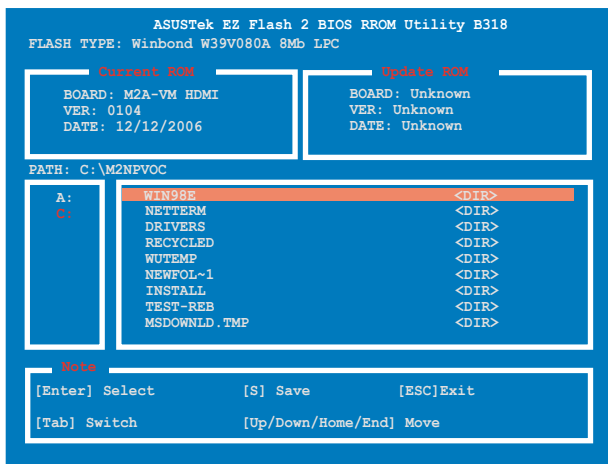 ASUSTek EZ Flash 2 BIOS RROM Utility B318
FLASH TYPE: Winbond W39V080A 8Mb LPC
Current ROM
BOARD: M2A-VM HDMI
VER: 0104
DATE: 12/12/2006
Update ROM
BOARD: Unknown
VER: Unknown
DATE: Unknown
PATH: C:\M2NPVOC
A:
C:
WIN98E <DIR>
NETTERM <DIR>
DRIVERS <DIR>
RECYCLED <DIR>
WUTEMP <DIR>
NEWFOL~1 <DIR>
INSTALL <DIR>
TEST-REB <DIR>
MSDOWNLD.TMP <DIR>
Note
[Enter] Select [S] Save [ESC]Exit
[Tab] Switch [Up/Down/Home/End] Move